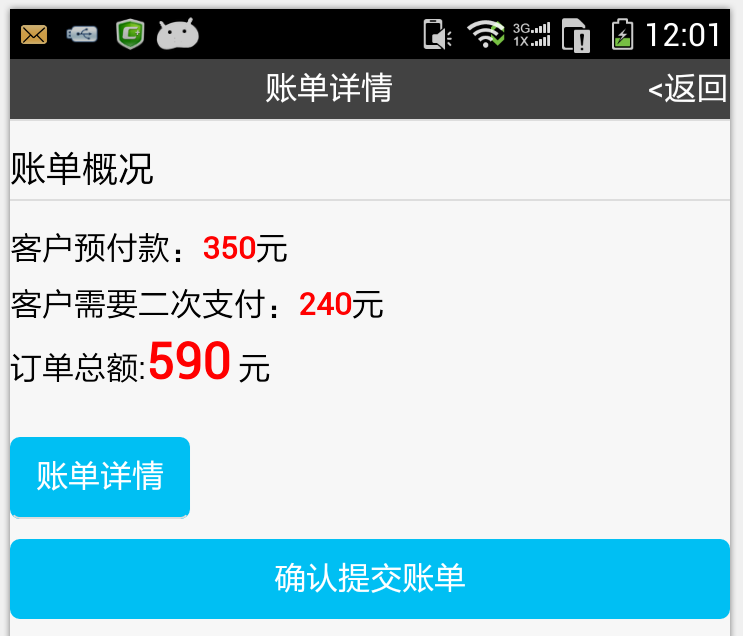 3G
1X
12:01
账单详情
<返回
账单概况
客户预付款：350元
客户需要二次支付：240元
订单总额:590 元
账单详情
确认提交账单